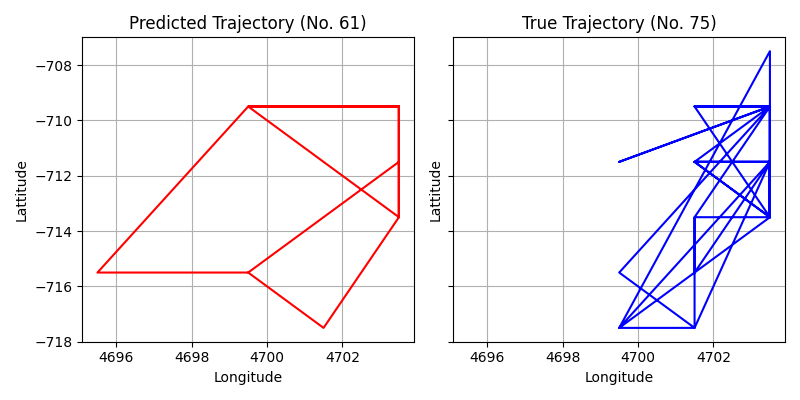 Predicted Trajectory (No. 61)
True Trajectory (No. 75)
−708
−710
−712
−714
−716
−718
Lattitude
Lattitude
4696 4698 4700 4702
4696 4698 4700 4702
Longitude
Longitude